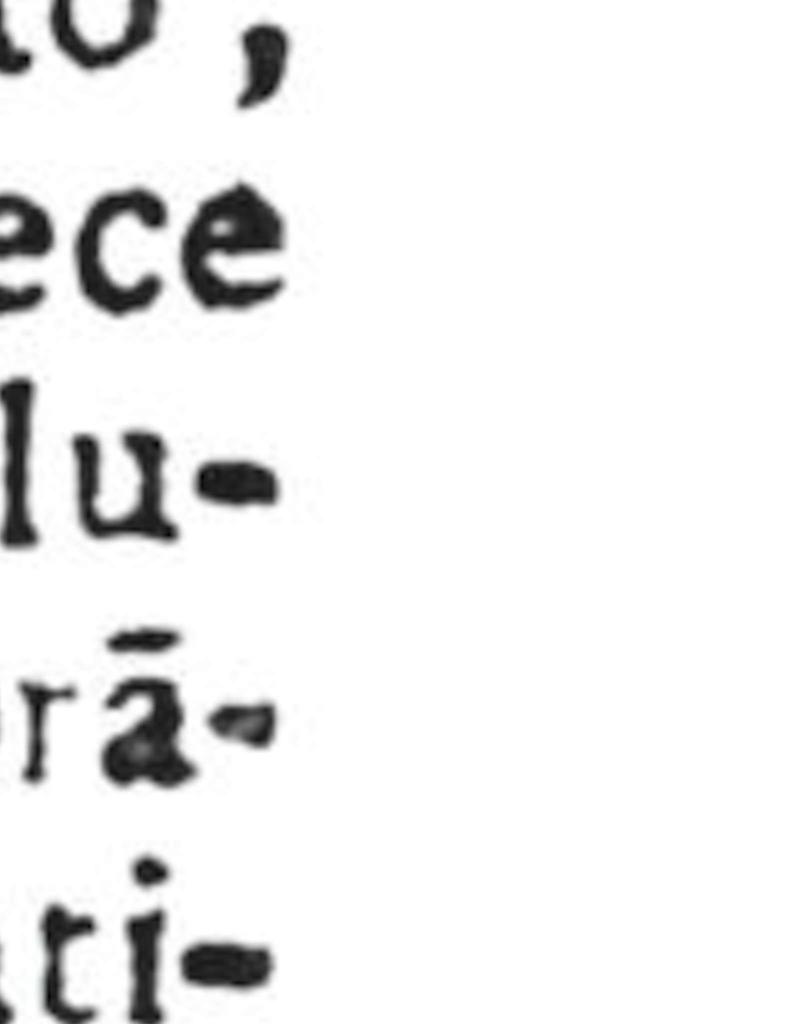 o,
ece
lu-
rā-
ti-